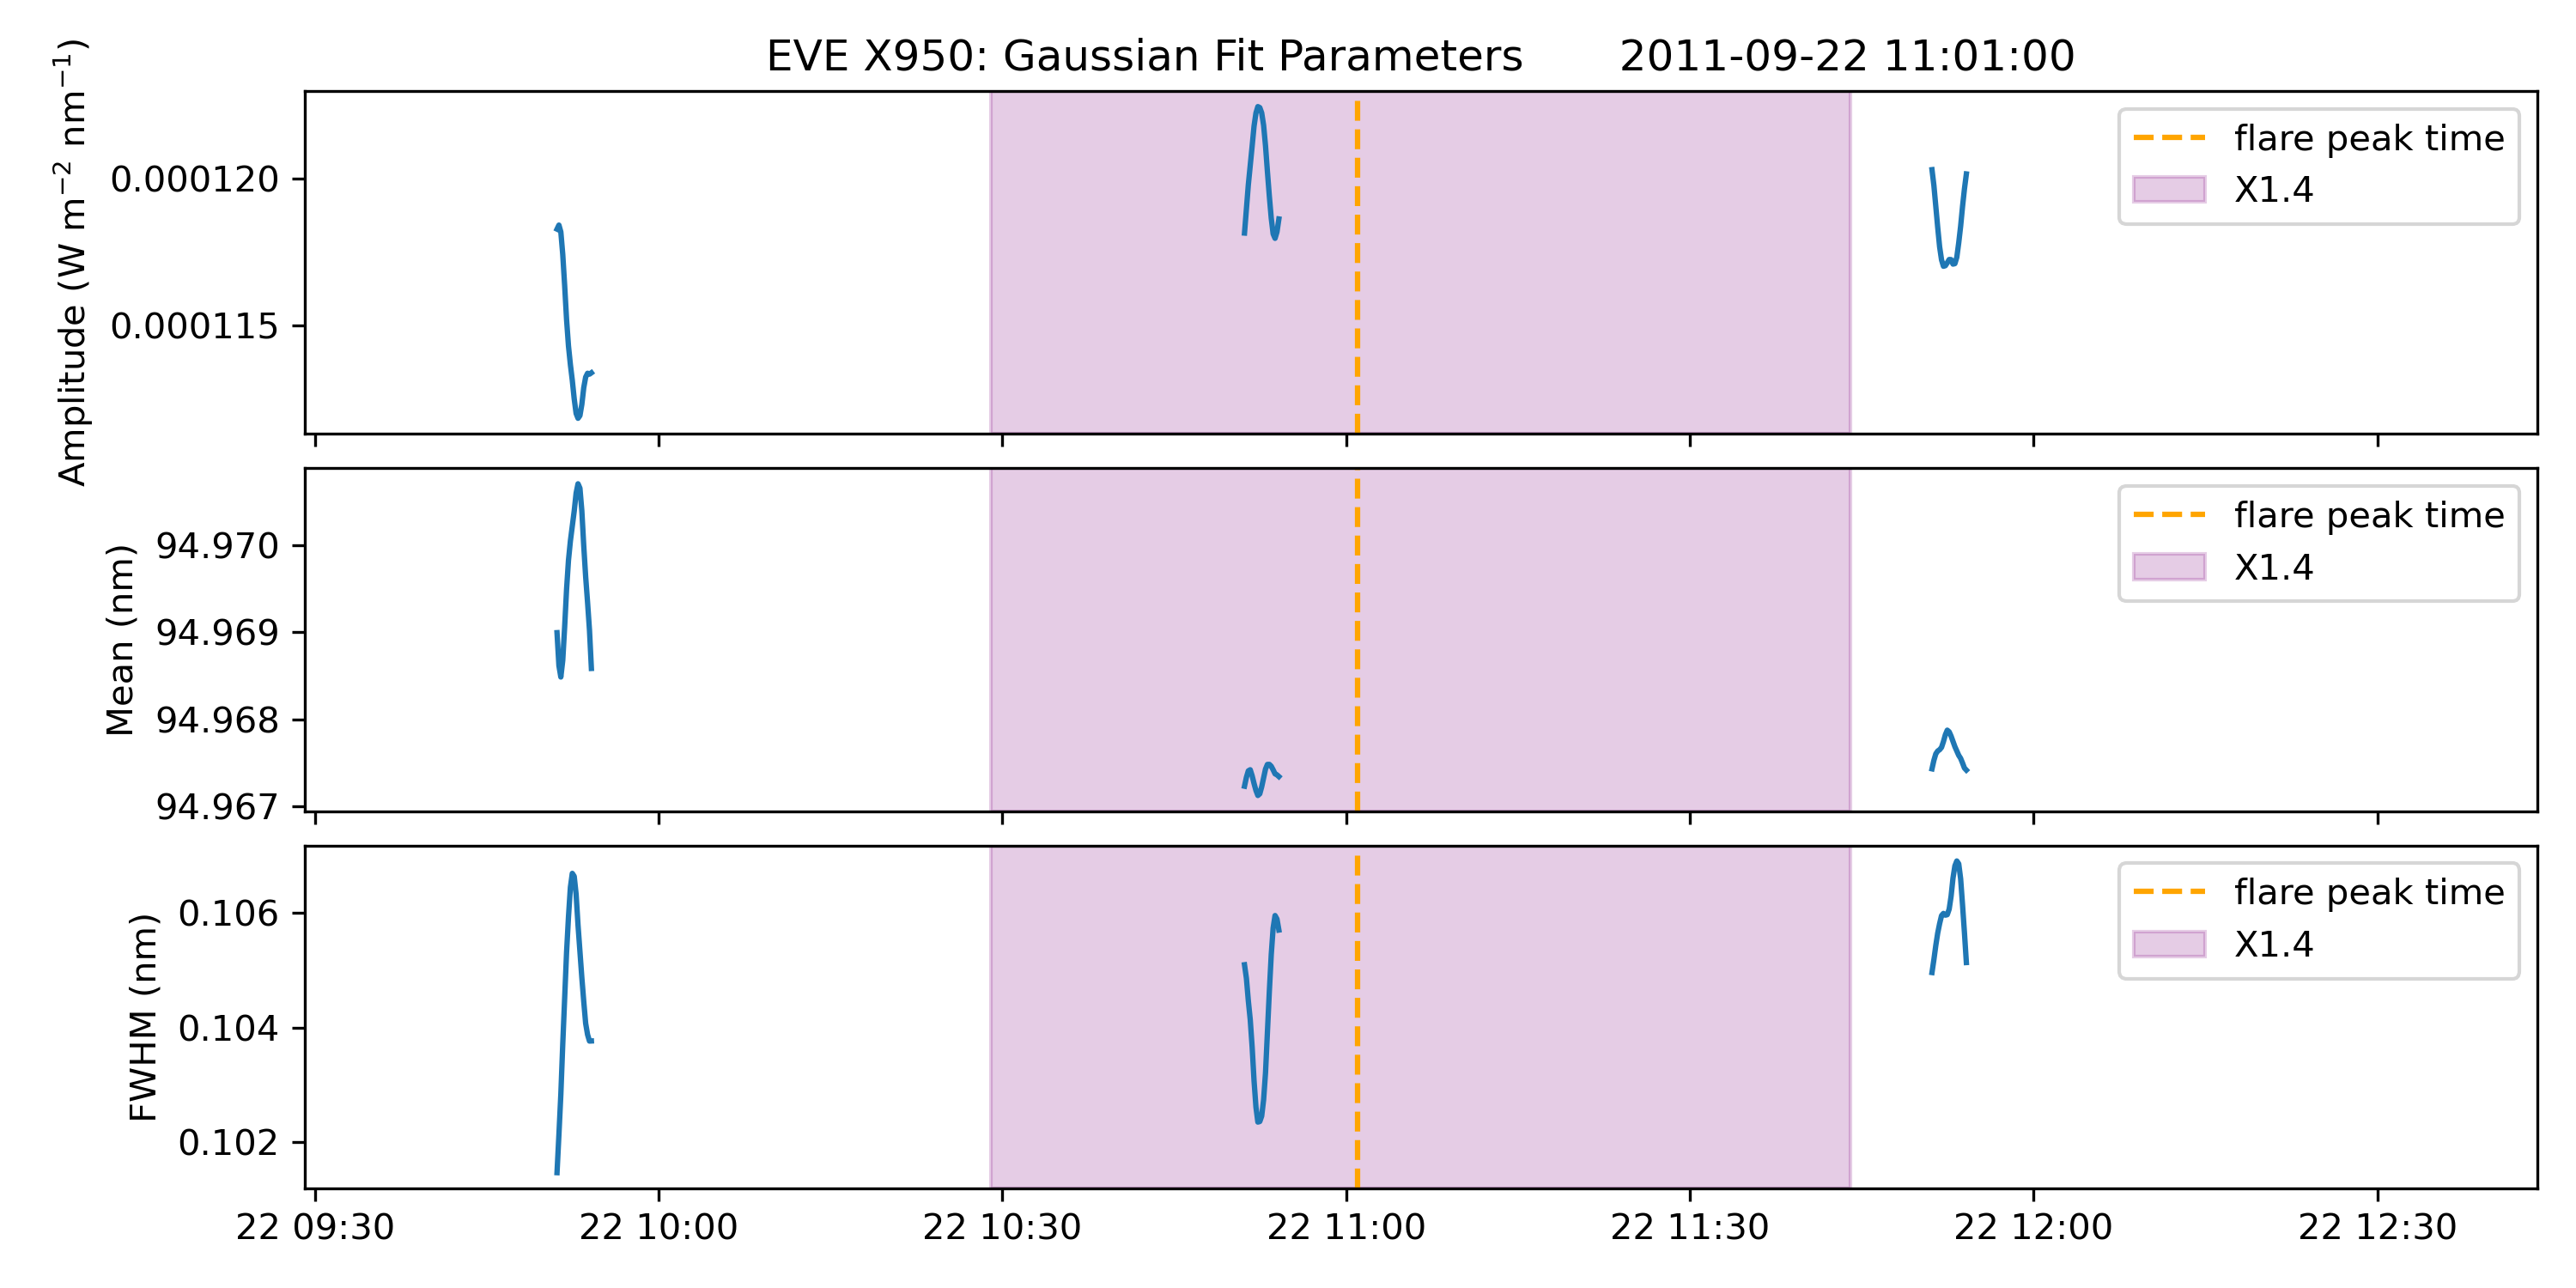 EVE X950: Gaussian Fit Parameters 2011-09-22 11:01:00
Amplitude (W m⁻² nm⁻¹)
0.000120
0.000115
flare peak time
X1.4
Mean (nm)
94.970
94.969
94.968
94.967
flare peak time
X1.4
FWHM (nm)
0.106
0.104
0.102
flare peak time
X1.4
22 09:30 22 10:00 22 10:30 22 11:00 22 11:30 22 12:00 22 12:30